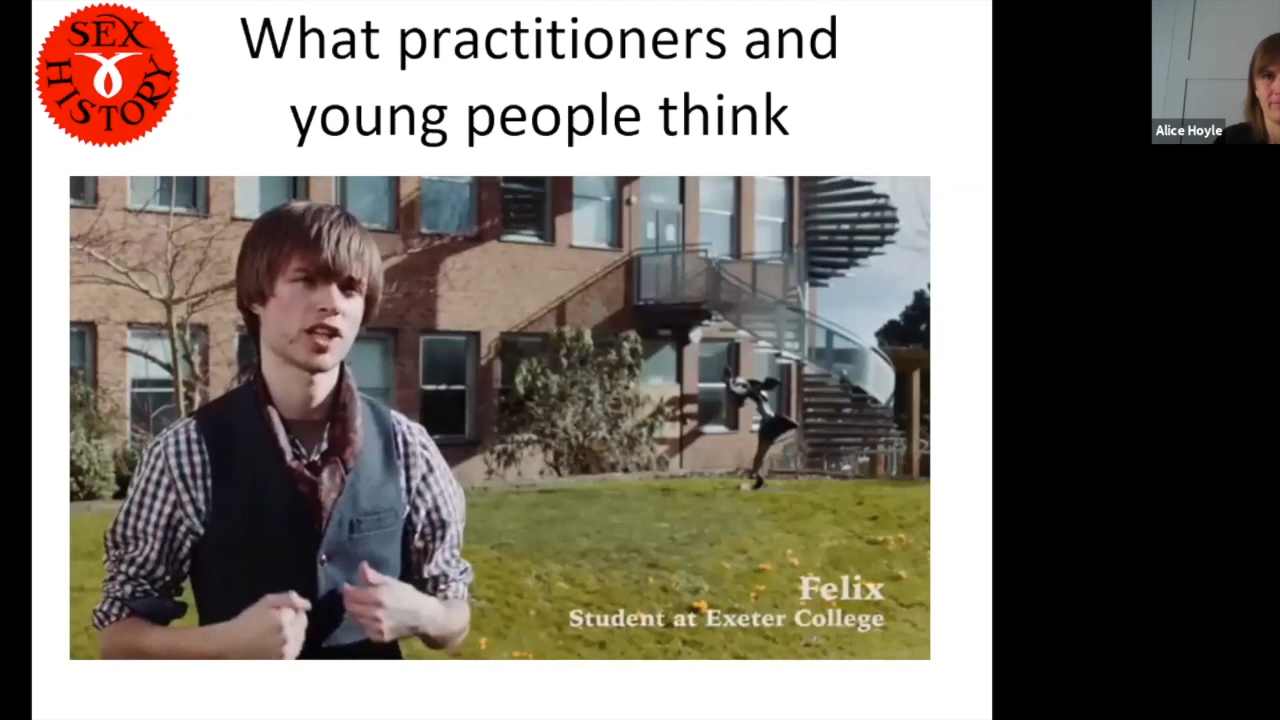 SEX
HISTORY
What practitioners and
young people think
Alice Hoyle
Felix
Student at Exeter College